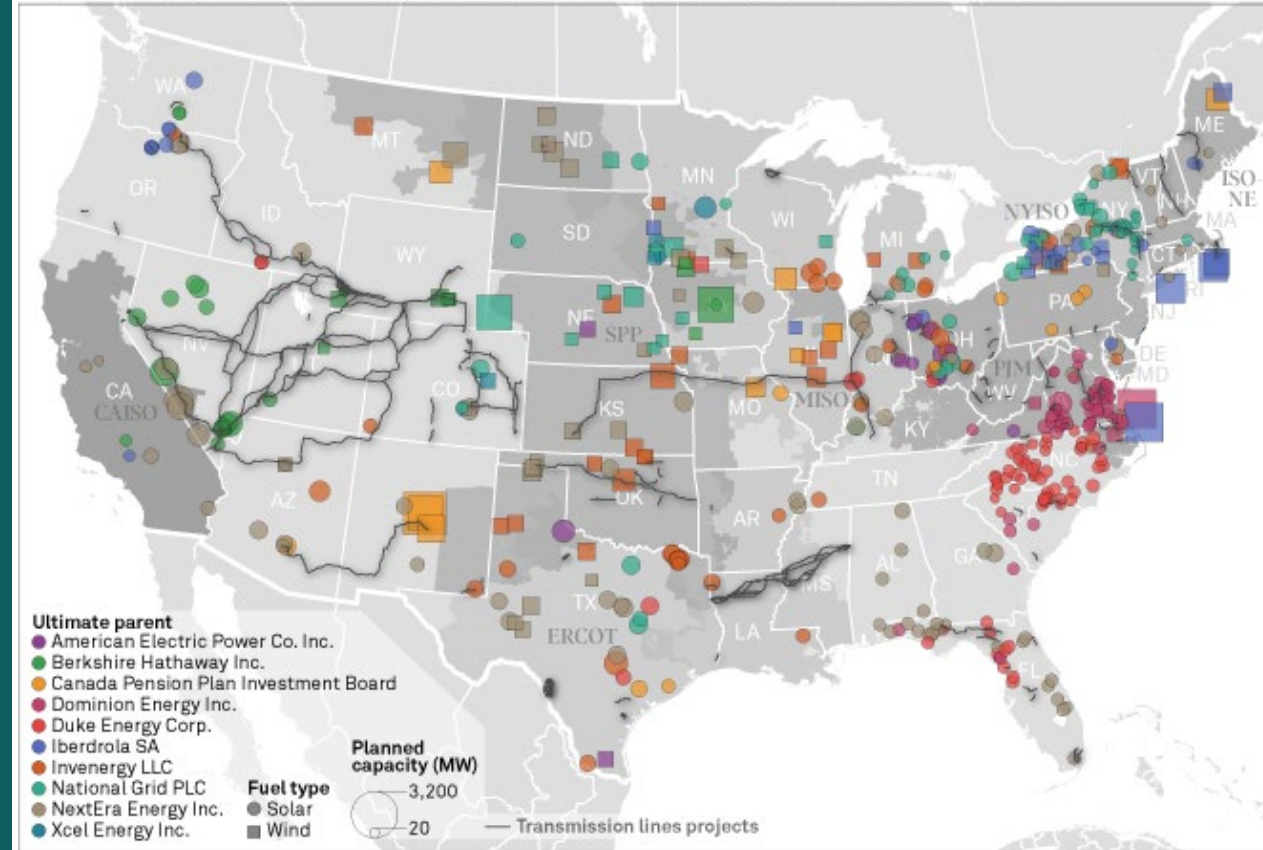 WA
MT
ND
MN
ME
OR
ID
WY
SD
WI
MI
NYISO
NY
VT
NH
ISO-
NE
MA
CT
RI
NJ
PA
NV
NE
SPP
OH
DE
MD
CA
CAISO
CO
KS
MO
MISO
PJM
WV
KY
NC
TN
AZ
OK
AR
MS
AL
GA
TX
ERCOT
LA
FL
Ultimate parent
American Electric Power Co. Inc.
Berkshire Hathaway Inc.
Canada Pension Plan Investment Board
Dominion Energy Inc.
Duke Energy Corp.
Iberdrola SA
Invenergy LLC
National Grid PLC
NextEra Energy Inc.
Xcel Energy Inc.
Fuel type
Solar
Wind
Planned
capacity (MW)
3,200
20
Transmission lines projects